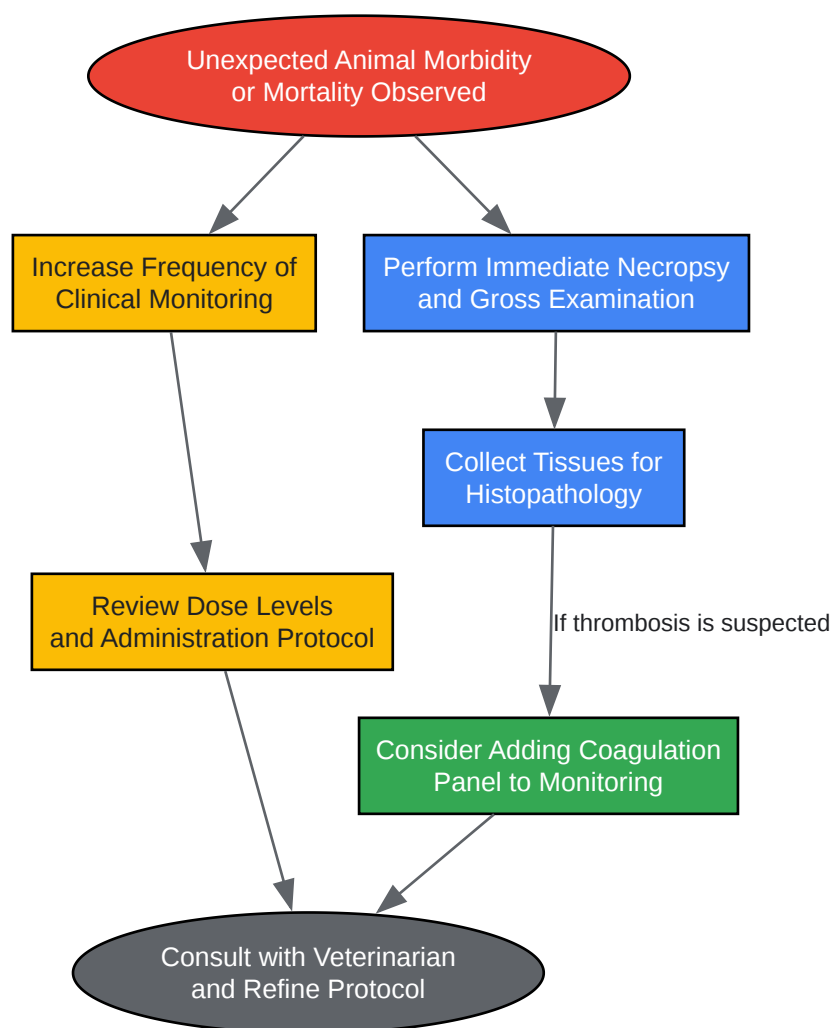 Unexpected Animal Morbidity
or Mortality Observed
Increase Frequency of
Clinical Monitoring
Perform Immediate Necropsy
and Gross Examination
Collect Tissues for
Histopathology
Review Dose Levels
and Administration Protocol
If thrombosis is suspected
Consider Adding Coagulation
Panel to Monitoring
Consult with Veterinarian
and Refine Protocol